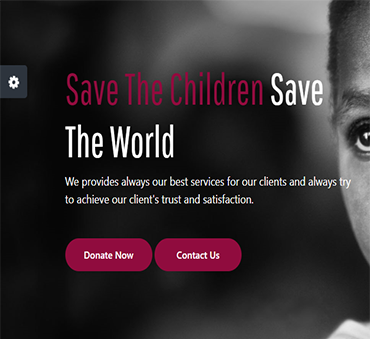 Save The Children Save
The World
We provides always our best services for our clients and always try
to achieve our client's trust and satisfaction.
Donate Now Contact Us